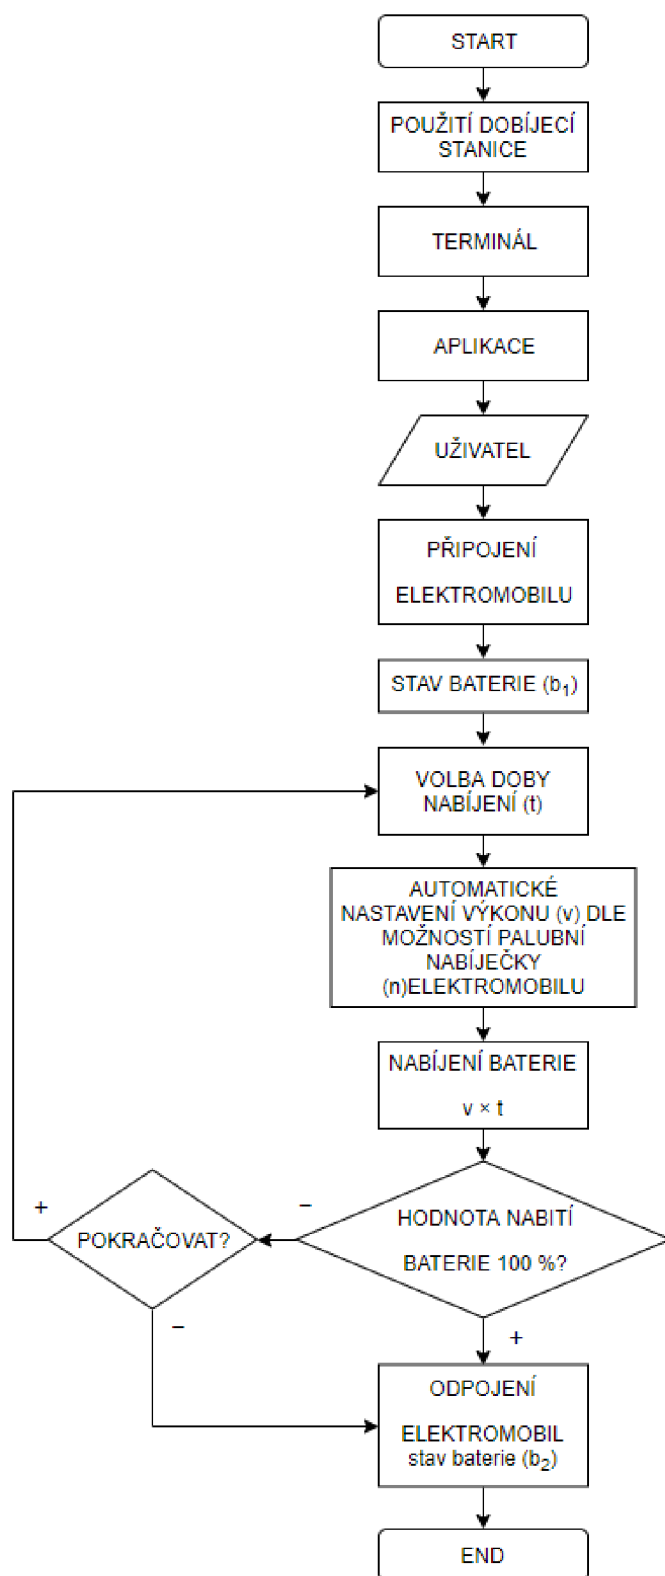 START
POUŽITÍ DOBÍJECÍ
STANICE
TERMINÁL
APLIKACE
UŽIVATEL
PŘIPOJENÍ
ELEKTROMOBILU
STAV BATERIE (b₁)
VOLBA DOBY
NABÍJENÍ (t)
AUTOMATICKÉ
NASTAVENÍ VÝKONU (v) DLE
MOŽNOSTÍ PALUBNÍ
NABÍJEČKY
(n)ELEKTROMOBILU
NABÍJENÍ BATERIE
v × t
HODNOTA NABITÍ
BATERIE 100 %?
−
+
POKRAČOVAT?
+
−
ODPOJENÍ
ELEKTROMOBIL
stav baterie (b₂)
END